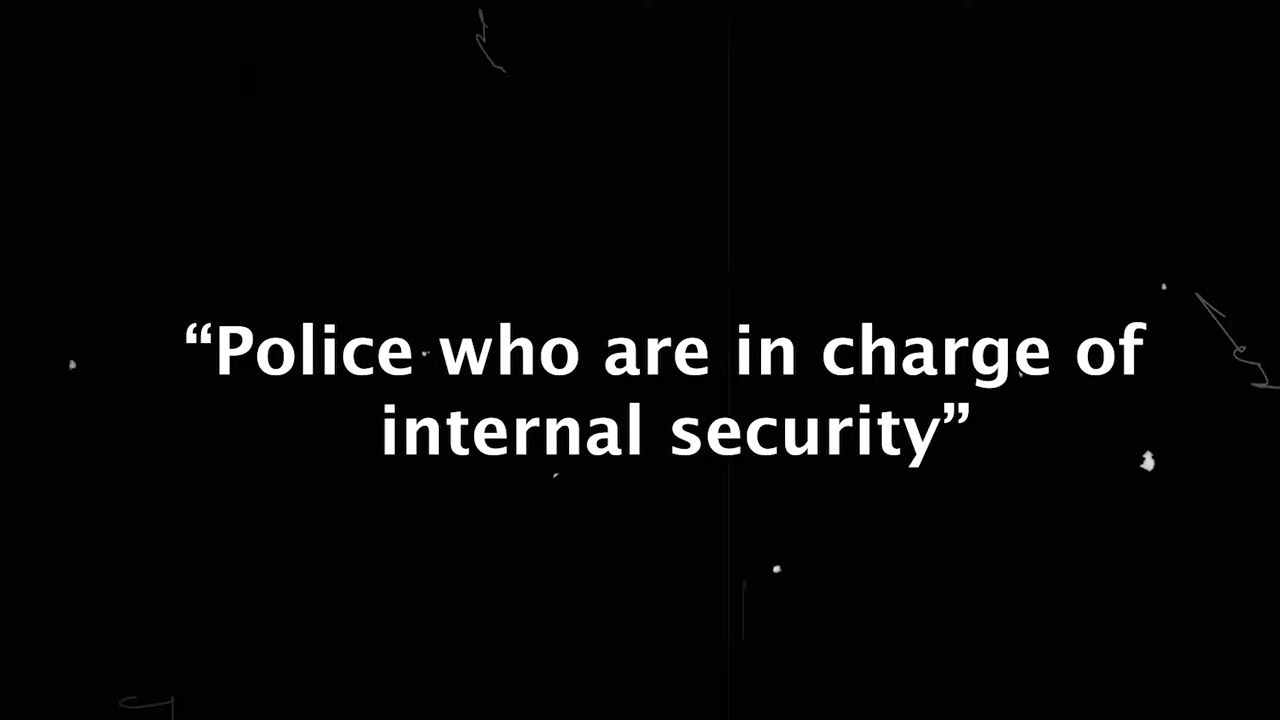 “Police who are in charge of
internal security”